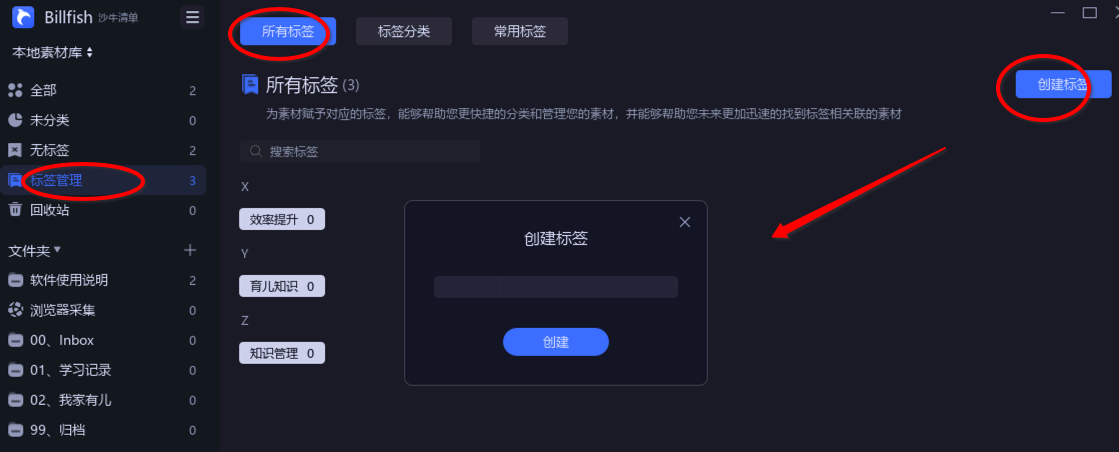 Billfish 沙牛清单
本地素材库
全部 2
未分类 0
无标签 2
标签管理 3
回收站 0
文件夹
软件使用说明 2
浏览器采集 0
00、Inbox 0
01、学习记录 0
02、我家有儿 0
99、归档 0
所有标签 标签分类 常用标签
所有标签 (3)
创建标签
为素材赋予对应的标签，能够帮助您更快捷的分类和管理您的素材，并能够帮助您未来更加迅速的找到标签相关联的素材
搜索标签
X
效率提升 0
Y
育儿知识 0
Z
知识管理 0
创建标签
创建